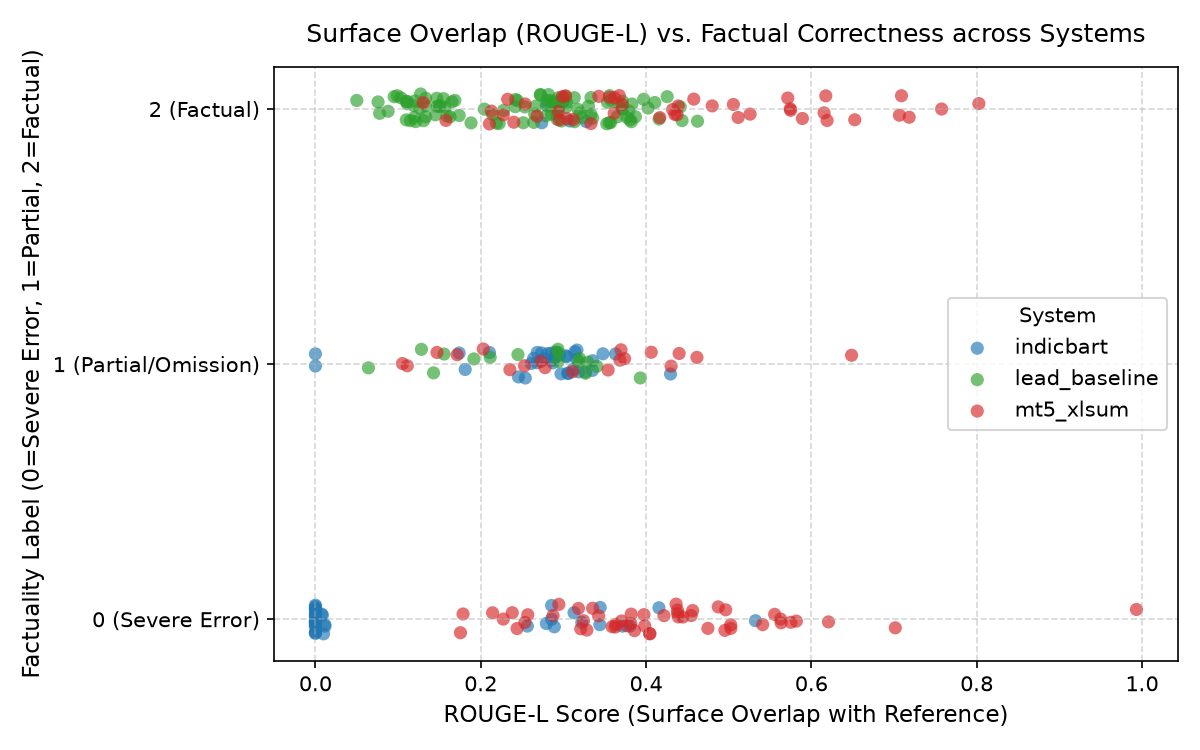 Surface Overlap (ROUGE-L) vs. Factual Correctness across Systems
Factuality Label (0=Severe Error, 1=Partial, 2=Factual)
2 (Factual)
1 (Partial/Omission)
0 (Severe Error)
System
indicbart
lead_baseline
mt5_xlsum
0.0 0.2 0.4 0.6 0.8 1.0
ROUGE-L Score (Surface Overlap with Reference)